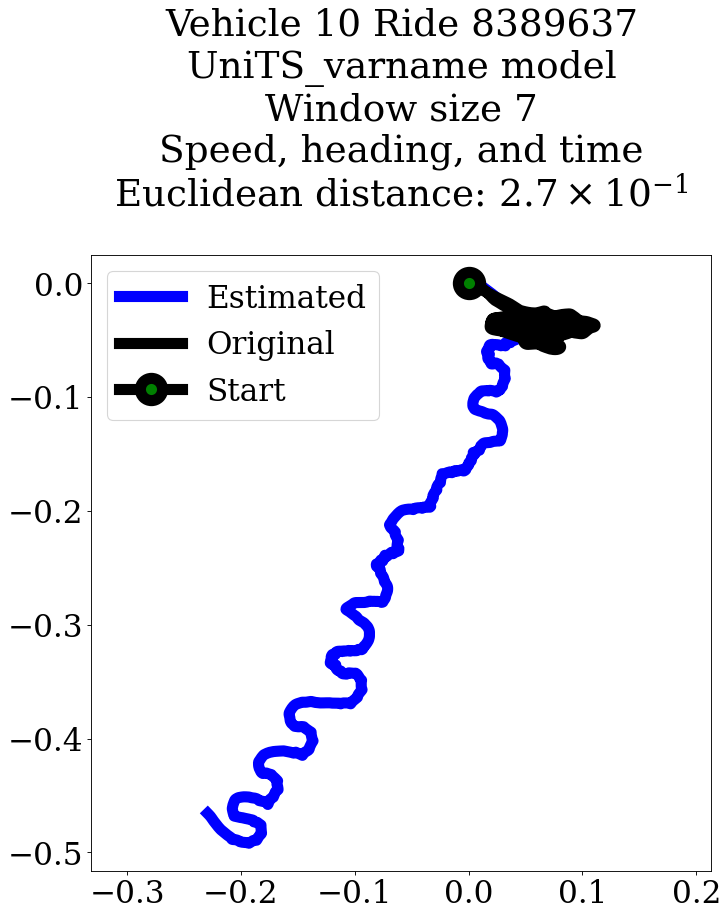 Vehicle 10 Ride 8389637
UniTS_varname model
Window size 7
Speed, heading, and time
Euclidean distance: 2.7 × 10⁻¹
Estimated
Original
Start
0.0
−0.1
−0.2
−0.3
−0.4
−0.5
−0.3 −0.2 −0.1 0.0 0.1 0.2